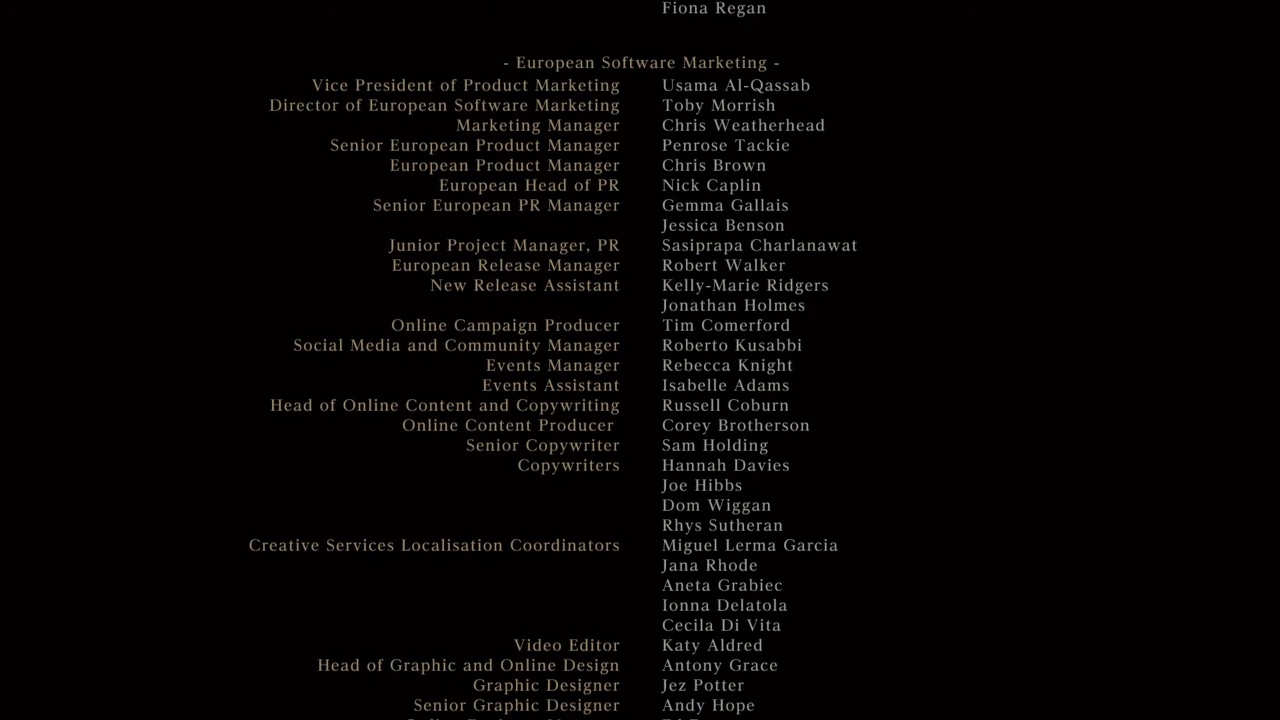 Fiona Regan
- European Software Marketing -
Vice President of Product Marketing Usama Al-Qassab
Director of European Software Marketing Toby Morrish
Marketing Manager Chris Weatherhead
Senior European Product Manager Penrose Tackie
European Product Manager Chris Brown
European Head of PR Nick Caplin
Senior European PR Manager Gemma Gallais
Jessica Benson
Junior Project Manager, PR Sasiprapa Charlanawat
European Release Manager Robert Walker
New Release Assistant Kelly-Marie Ridgers
Jonathan Holmes
Online Campaign Producer Tim Comerford
Social Media and Community Manager Roberto Kusabbi
Events Manager Rebecca Knight
Events Assistant Isabelle Adams
Head of Online Content and Copywriting Russell Coburn
Online Content Producer Corey Brotherson
Senior Copywriter Sam Holding
Copywriters Hannah Davies
Joe Hibbs
Dom Wiggan
Rhys Sutheran
Creative Services Localisation Coordinators Miguel Lerma Garcia
Jana Rhode
Aneta Grabiec
Ionna Delatola
Cecila Di Vita
Video Editor Katy Aldred
Head of Graphic and Online Design Antony Grace
Graphic Designer Jez Potter
Senior Graphic Designer Andy Hope